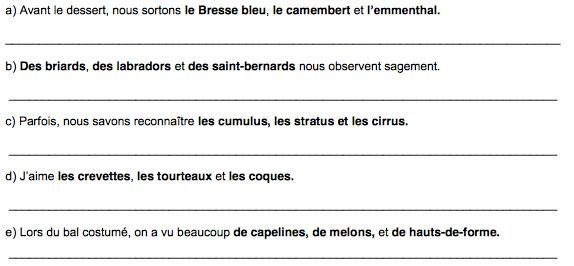 a) Avant le dessert, nous sortons le Bresse bleu, le camembert et l’emmenthal.
b) Des briards, des labradors et des saint-bernards nous observent sagement.
c) Parfois, nous savons reconnaître les cumulus, les stratus et les cirrus.
d) J’aime les crevettes, les tourteaux et les coques.
e) Lors du bal costumé, on a vu beaucoup de capelines, de melons, et de hauts-de-forme.